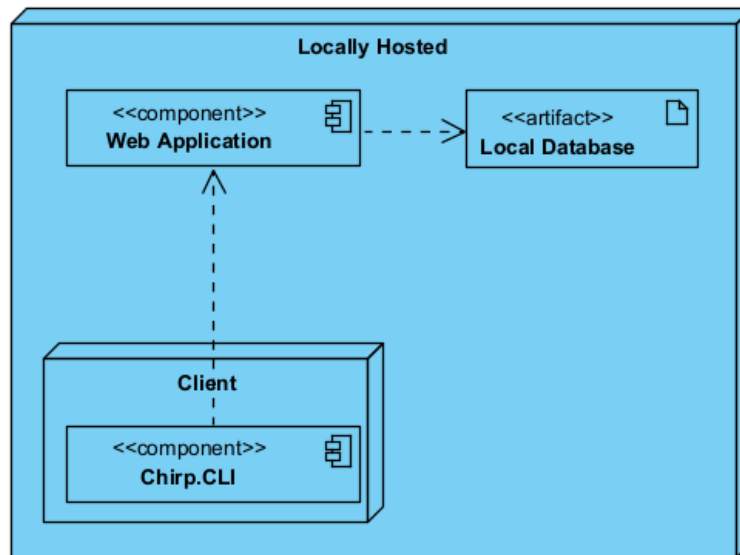 Locally Hosted
<<component>>
Web Application
<<artifact>>
Local Database
Client
<<component>>
Chirp.CLI